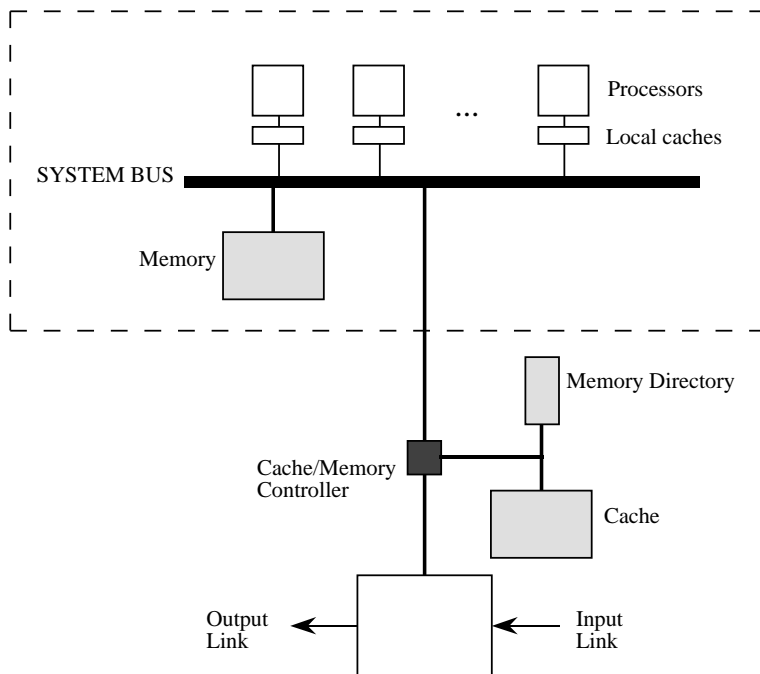 Processors
...
Local caches
SYSTEM BUS
Memory
Memory Directory
Cache/Memory
Controller
Cache
Output
Link
Input
Link